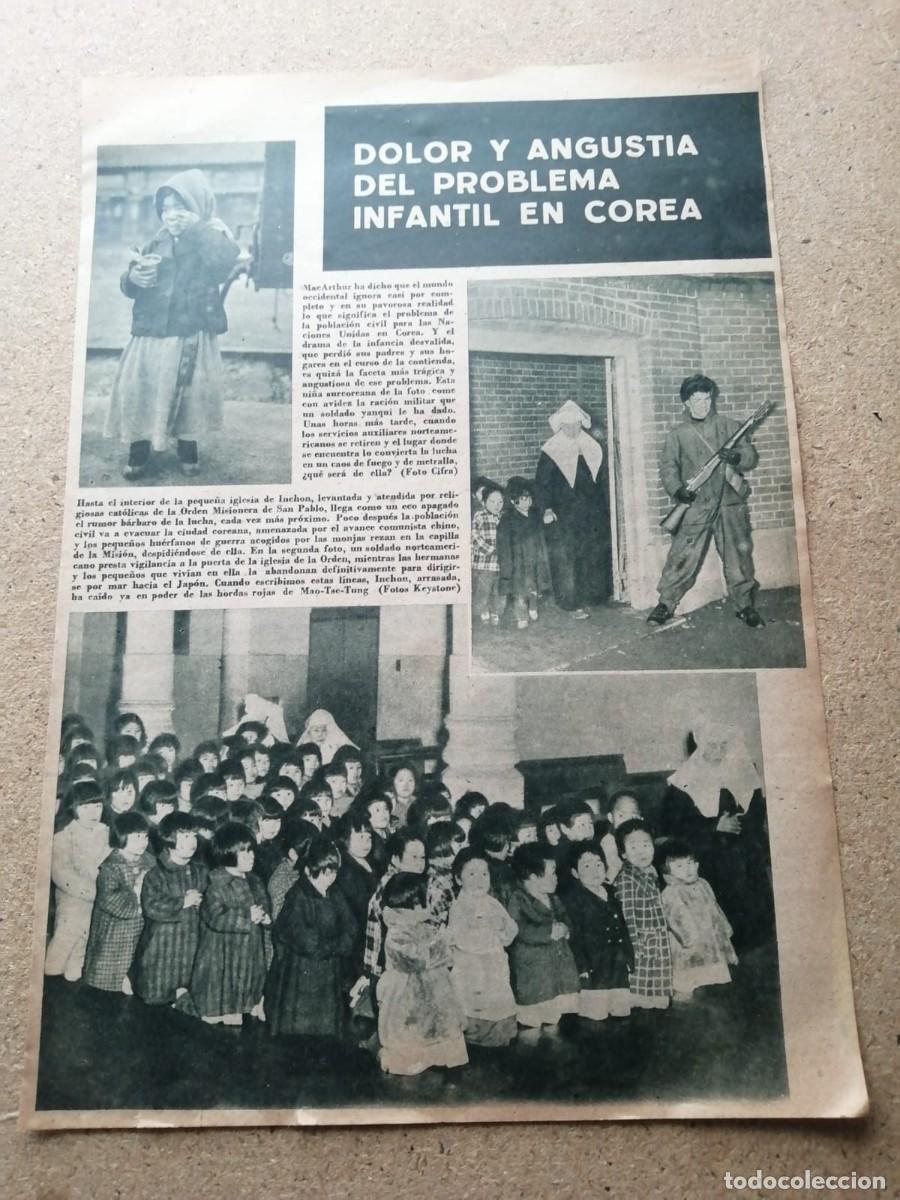 DOLOR Y ANGUSTIA
DEL PROBLEMA
INFANTIL EN COREA
MacArthur ha dicho que el mundo
occidental ignora casi por com-
pleto y en su pavorosa realidad
lo que significa el problema de
la población civil para las Na-
ciones Unidas en Corea. Y el
drama de la infancia desvalida,
que perdió sus padres y sus ho-
gares en el curso de la contienda,
es quizá la faceta más trágica y
angustiosa de ese problema. Esta
niña surcoreana de la foto come
con avidez la ración militar que
un soldado yanqui le ha dado.
Unas horas más tarde, cuando
los servicios auxiliares norteame-
ricanos se retiren y el lugar donde
se encuentra lo convierta la lucha
en un caos de fuego y de metralla,
¿qué será de ella? (Foto Cifra)
Hasta el interior de la pequeña iglesia de Inchon, levantada y atendida por reli-
giosas católicas de la Orden Misionera de San Pablo, llega como un eco apagado
el rumor bárbaro de la lucha, cada vez más próximo. Poco después la población
civil va a evacuar la ciudad coreana, amenazada por el avance comunista chino,
y los pequeños huérfanos de guerra acogidos por las monjas rezan en la capilla
de la Misión, despidiéndose de ella. En la segunda foto, un soldado norteameri-
cano presta vigilancia a la puerta de la iglesia de la Orden, mientras las hermanas
y los pequeños que vivían en ella la abandonan definitivamente para dirigir-
se por mar hacia el Japón. Cuando escribimos estas líneas, Inchon, arrasada,
ha caído ya en poder de las hordas rojas de Mao-Tse-Tung (Fotos Keystone)
todocoleccion